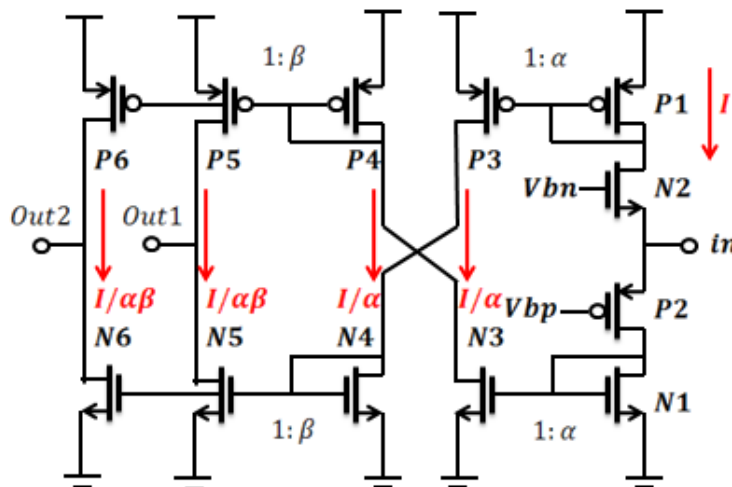 1: β
1: α
P6
P5
P4
P3
P1
I
Vbn
N2
Out2
Out1
in
I/αβ
I/αβ
I/α
I/α
Vbp
P2
N6
N5
N4
N3
N1
1: β
1: α